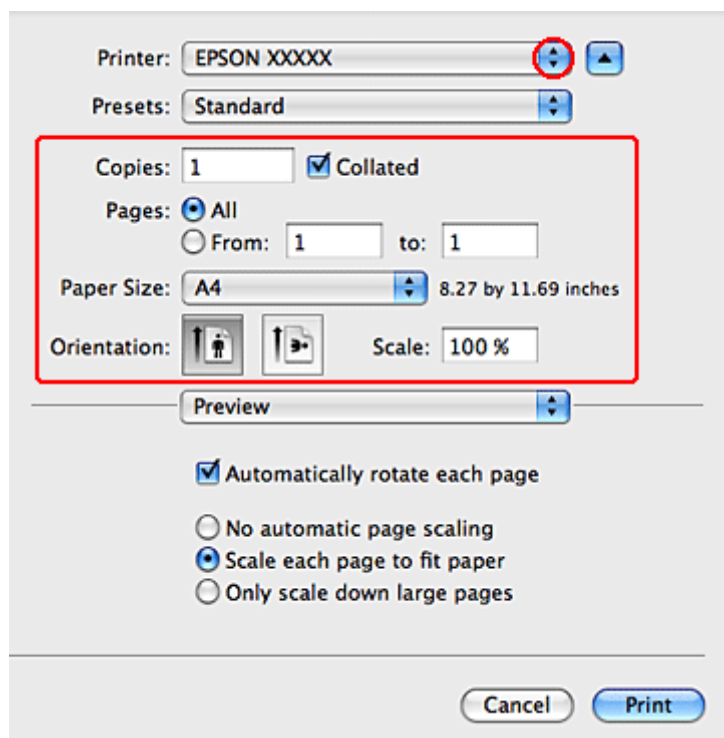 Printer: EPSON XXXXX
Presets: Standard
Copies: 1 Collated
Pages: All
From: 1 to: 1
Paper Size: A4 8.27 by 11.69 inches
Orientation: Scale: 100 %
Preview
Automatically rotate each page
No automatic page scaling
Scale each page to fit paper
Only scale down large pages
Cancel Print